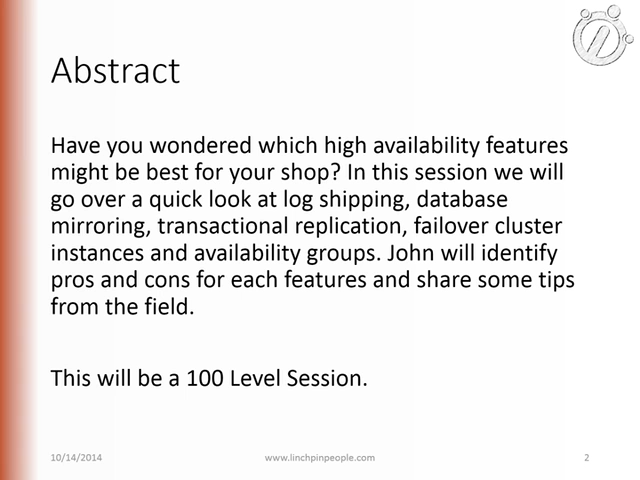 Abstract
Have you wondered which high availability features
might be best for your shop? In this session we will
go over a quick look at log shipping, database
mirroring, transactional replication, failover cluster
instances and availability groups. John will identify
pros and cons for each features and share some tips
from the field.
This will be a 100 Level Session.
10/14/2014
www.linchpinpeople.com
2